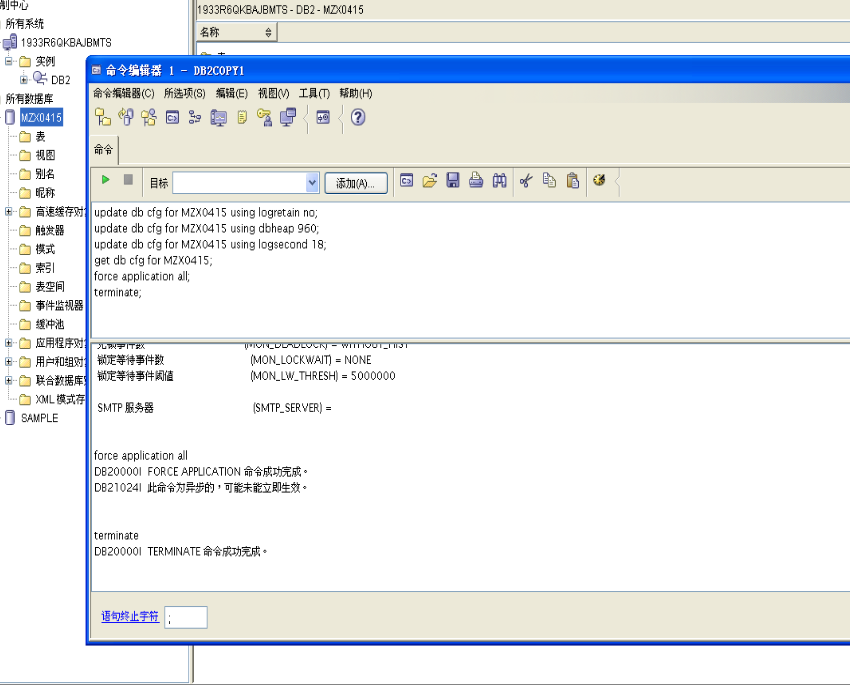 制中心
所有系统
1933R6QKBAJBMTS
实例
DB2
所有数据库
MZX0415
表
视图
别名
昵称
高速缓存对
触发器
模式
索引
表空间
事件监视器
缓冲池
应用程序对
用户和组对
联合数据库
XML 模式存
SAMPLE
1933R6QKBAJBMTS - DB2 - MZX0415
名称
命令编辑器 1 - DB2COPY1
命令编辑器(C) 所选项(S) 编辑(E) 视图(V) 工具(T) 帮助(H)
命令
目标
添加(A)...
update db cfg for MZX0415 using logretain no;
update db cfg for MZX0415 using dbheap 960;
update db cfg for MZX0415 using logsecond 18;
get db cfg for MZX0415;
force application all;
terminate;
死锁事件数 (MON_DEADLOCK) = WITHOUT_HIST
锁定等待事件数 (MON_LOCKWAIT) = NONE
锁定等待事件阈值 (MON_LW_THRESH) = 5000000
SMTP 服务器 (SMTP_SERVER) =
force application all
DB20000I FORCE APPLICATION 命令成功完成。
DB21024I 此命令为异步的，可能未能立即生效。
terminate
DB20000I TERMINATE 命令成功完成。
语句终止字符 ;